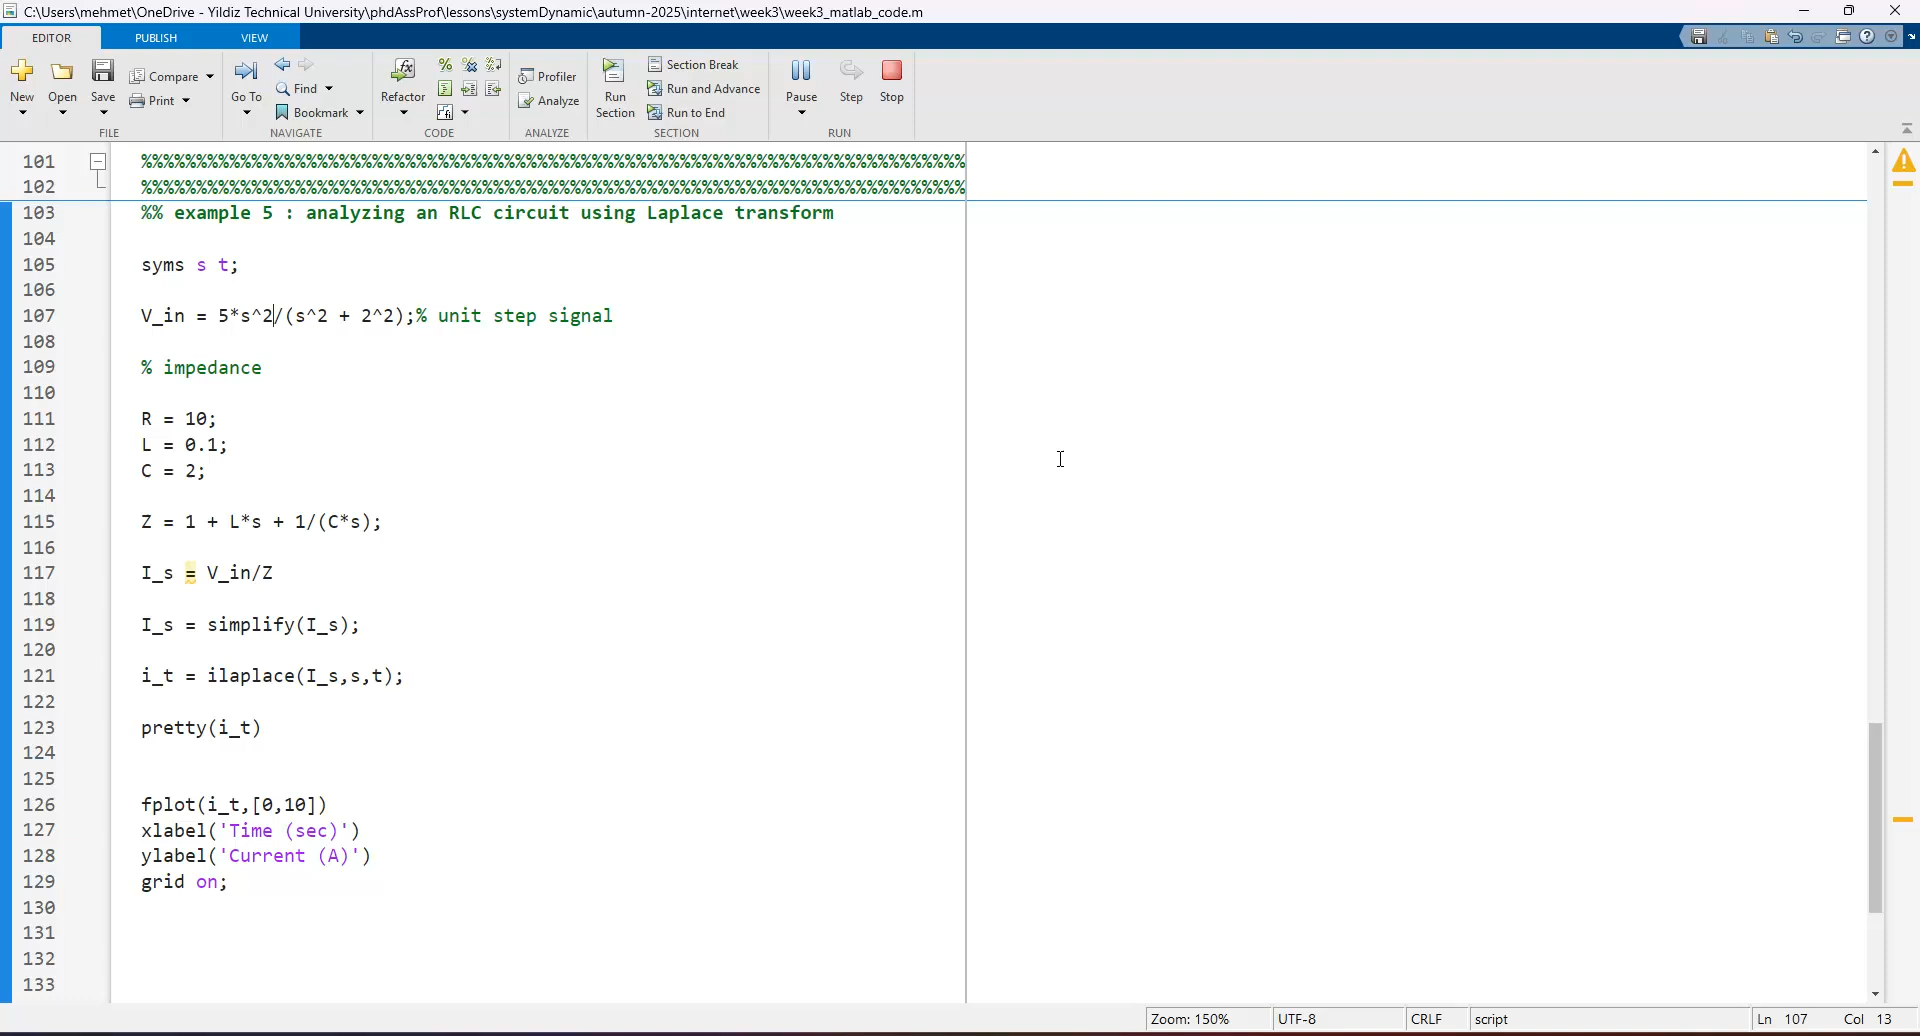 C:\Users\mehmet\OneDrive - Yildiz Technical University\phdAssProf\lessons\systemDynamic\autumn-2025\internet\week3\week3_matlab_code.m
EDITOR PUBLISH VIEW
New Open Save Compare Print
FILE
Go To Find Bookmark
NAVIGATE
Refactor
CODE
Profiler Analyze
ANALYZE
Run Section Section Break Run and Advance Run to End
SECTION
Pause Step Stop
RUN
101 %%%%%%%%%%%%%%%%%%%%%%%%%%%%%%%%%%%%%%%%%%%%%%%%%%%%%%%%%%%%%%%%%%%%%%%%%%%
102 %%%%%%%%%%%%%%%%%%%%%%%%%%%%%%%%%%%%%%%%%%%%%%%%%%%%%%%%%%%%%%%%%%%%%%%%%%%
103 %% example 5 : analyzing an RLC circuit using Laplace transform
104
105 syms s t;
106
107 V_in = 5*s^2/(s^2 + 2^2);% unit step signal
108
109 % impedance
110
111 R = 10;
112 L = 0.1;
113 C = 2;
114
115 Z = 1 + L*s + 1/(C*s);
116
117 I_s = V_in/Z
118
119 I_s = simplify(I_s);
120
121 i_t = ilaplace(I_s,s,t);
122
123 pretty(i_t)
124
125
126 fplot(i_t,[0,10])
127 xlabel('Time (sec)')
128 ylabel('Current (A)')
129 grid on;
130
131
132
133
Zoom: 150% UTF-8 CRLF script Ln 107 Col 13